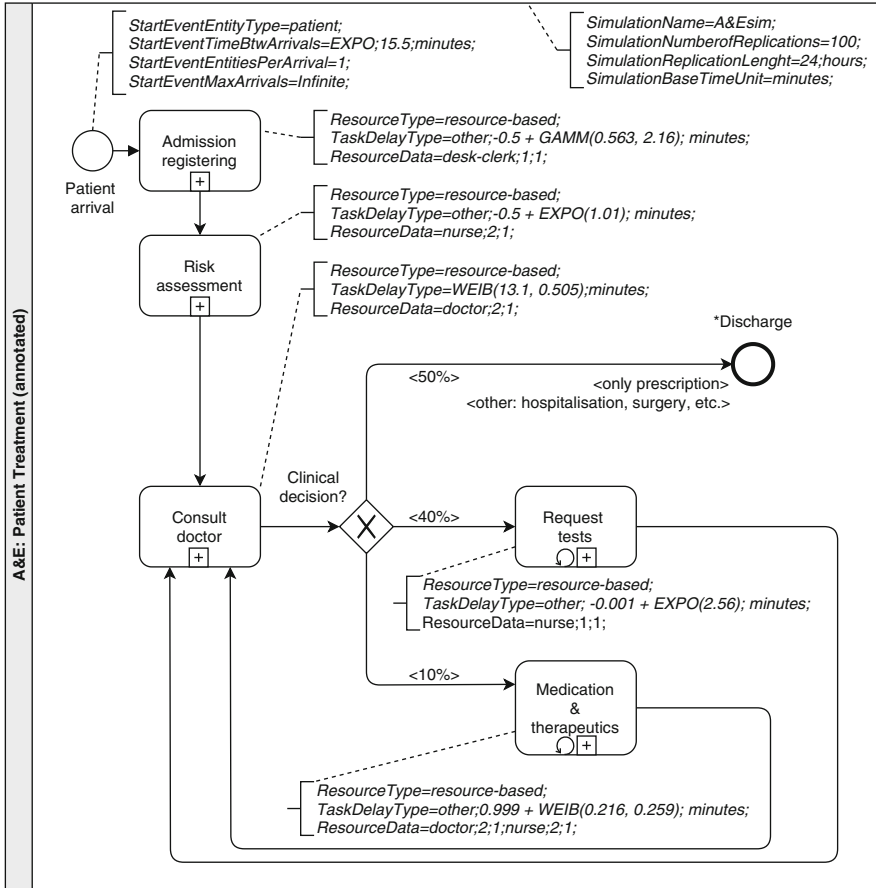 StartEventEntityType=patient;
StartEventTimeBtwArrivals=EXPO;15.5;minutes;
StartEventEntitiesPerArrival=1;
StartEventMaxArrivals=Infinite;
SimulationName=A&Esim;
SimulationNumberofReplications=100;
SimulationReplicationLenght=24;hours;
SimulationBaseTimeUnit=minutes;
Patient
arrival
Admission
registering
ResourceType=resource-based;
TaskDelayType=other;-0.5 + GAMM(0.563, 2.16); minutes;
ResourceData=desk-clerk;1;1;
Risk
assessment
ResourceType=resource-based;
TaskDelayType=other;-0.5 + EXPO(1.01); minutes;
ResourceData=nurse;2;1;
ResourceType=resource-based;
TaskDelayType=WEIB(13.1, 0.505);minutes;
ResourceData=doctor;2;1;
A&E: Patient Treatment (annotated)
*Discharge
<50%>
<only prescription>
<other: hospitalisation, surgery, etc.>
Consult
doctor
Clinical
decision?
<40%>
Request
tests
ResourceType=resource-based;
TaskDelayType=other; -0.001 + EXPO(2.56); minutes;
ResourceData=nurse;1;1;
<10%>
Medication
&
therapeutics
ResourceType=resource-based;
TaskDelayType=other;0.999 + WEIB(0.216, 0.259); minutes;
ResourceData=doctor;2;1;nurse;2;1;